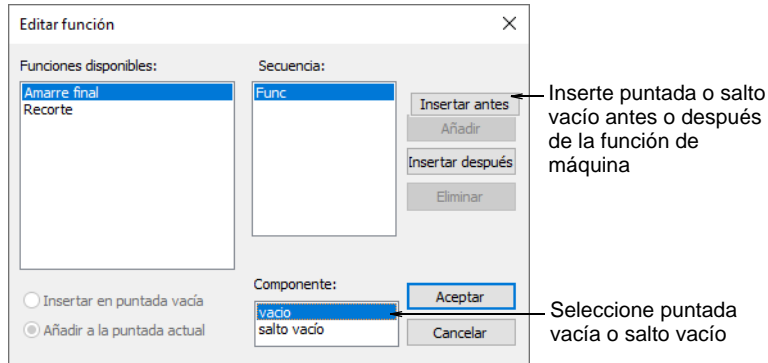 Editar función
Funciones disponibles:
Secuencia:
Amarre final
Recorte
Func
Insertar antes
Añadir
Insertar después
Eliminar
Inserte puntada o salto
vacío antes o después
de la función de
máquina
Insertar en puntada vacía
Añadir a la puntada actual
Componente:
vacio
salto vacío
Aceptar
Cancelar
Seleccione puntada
vacía o salto vacío